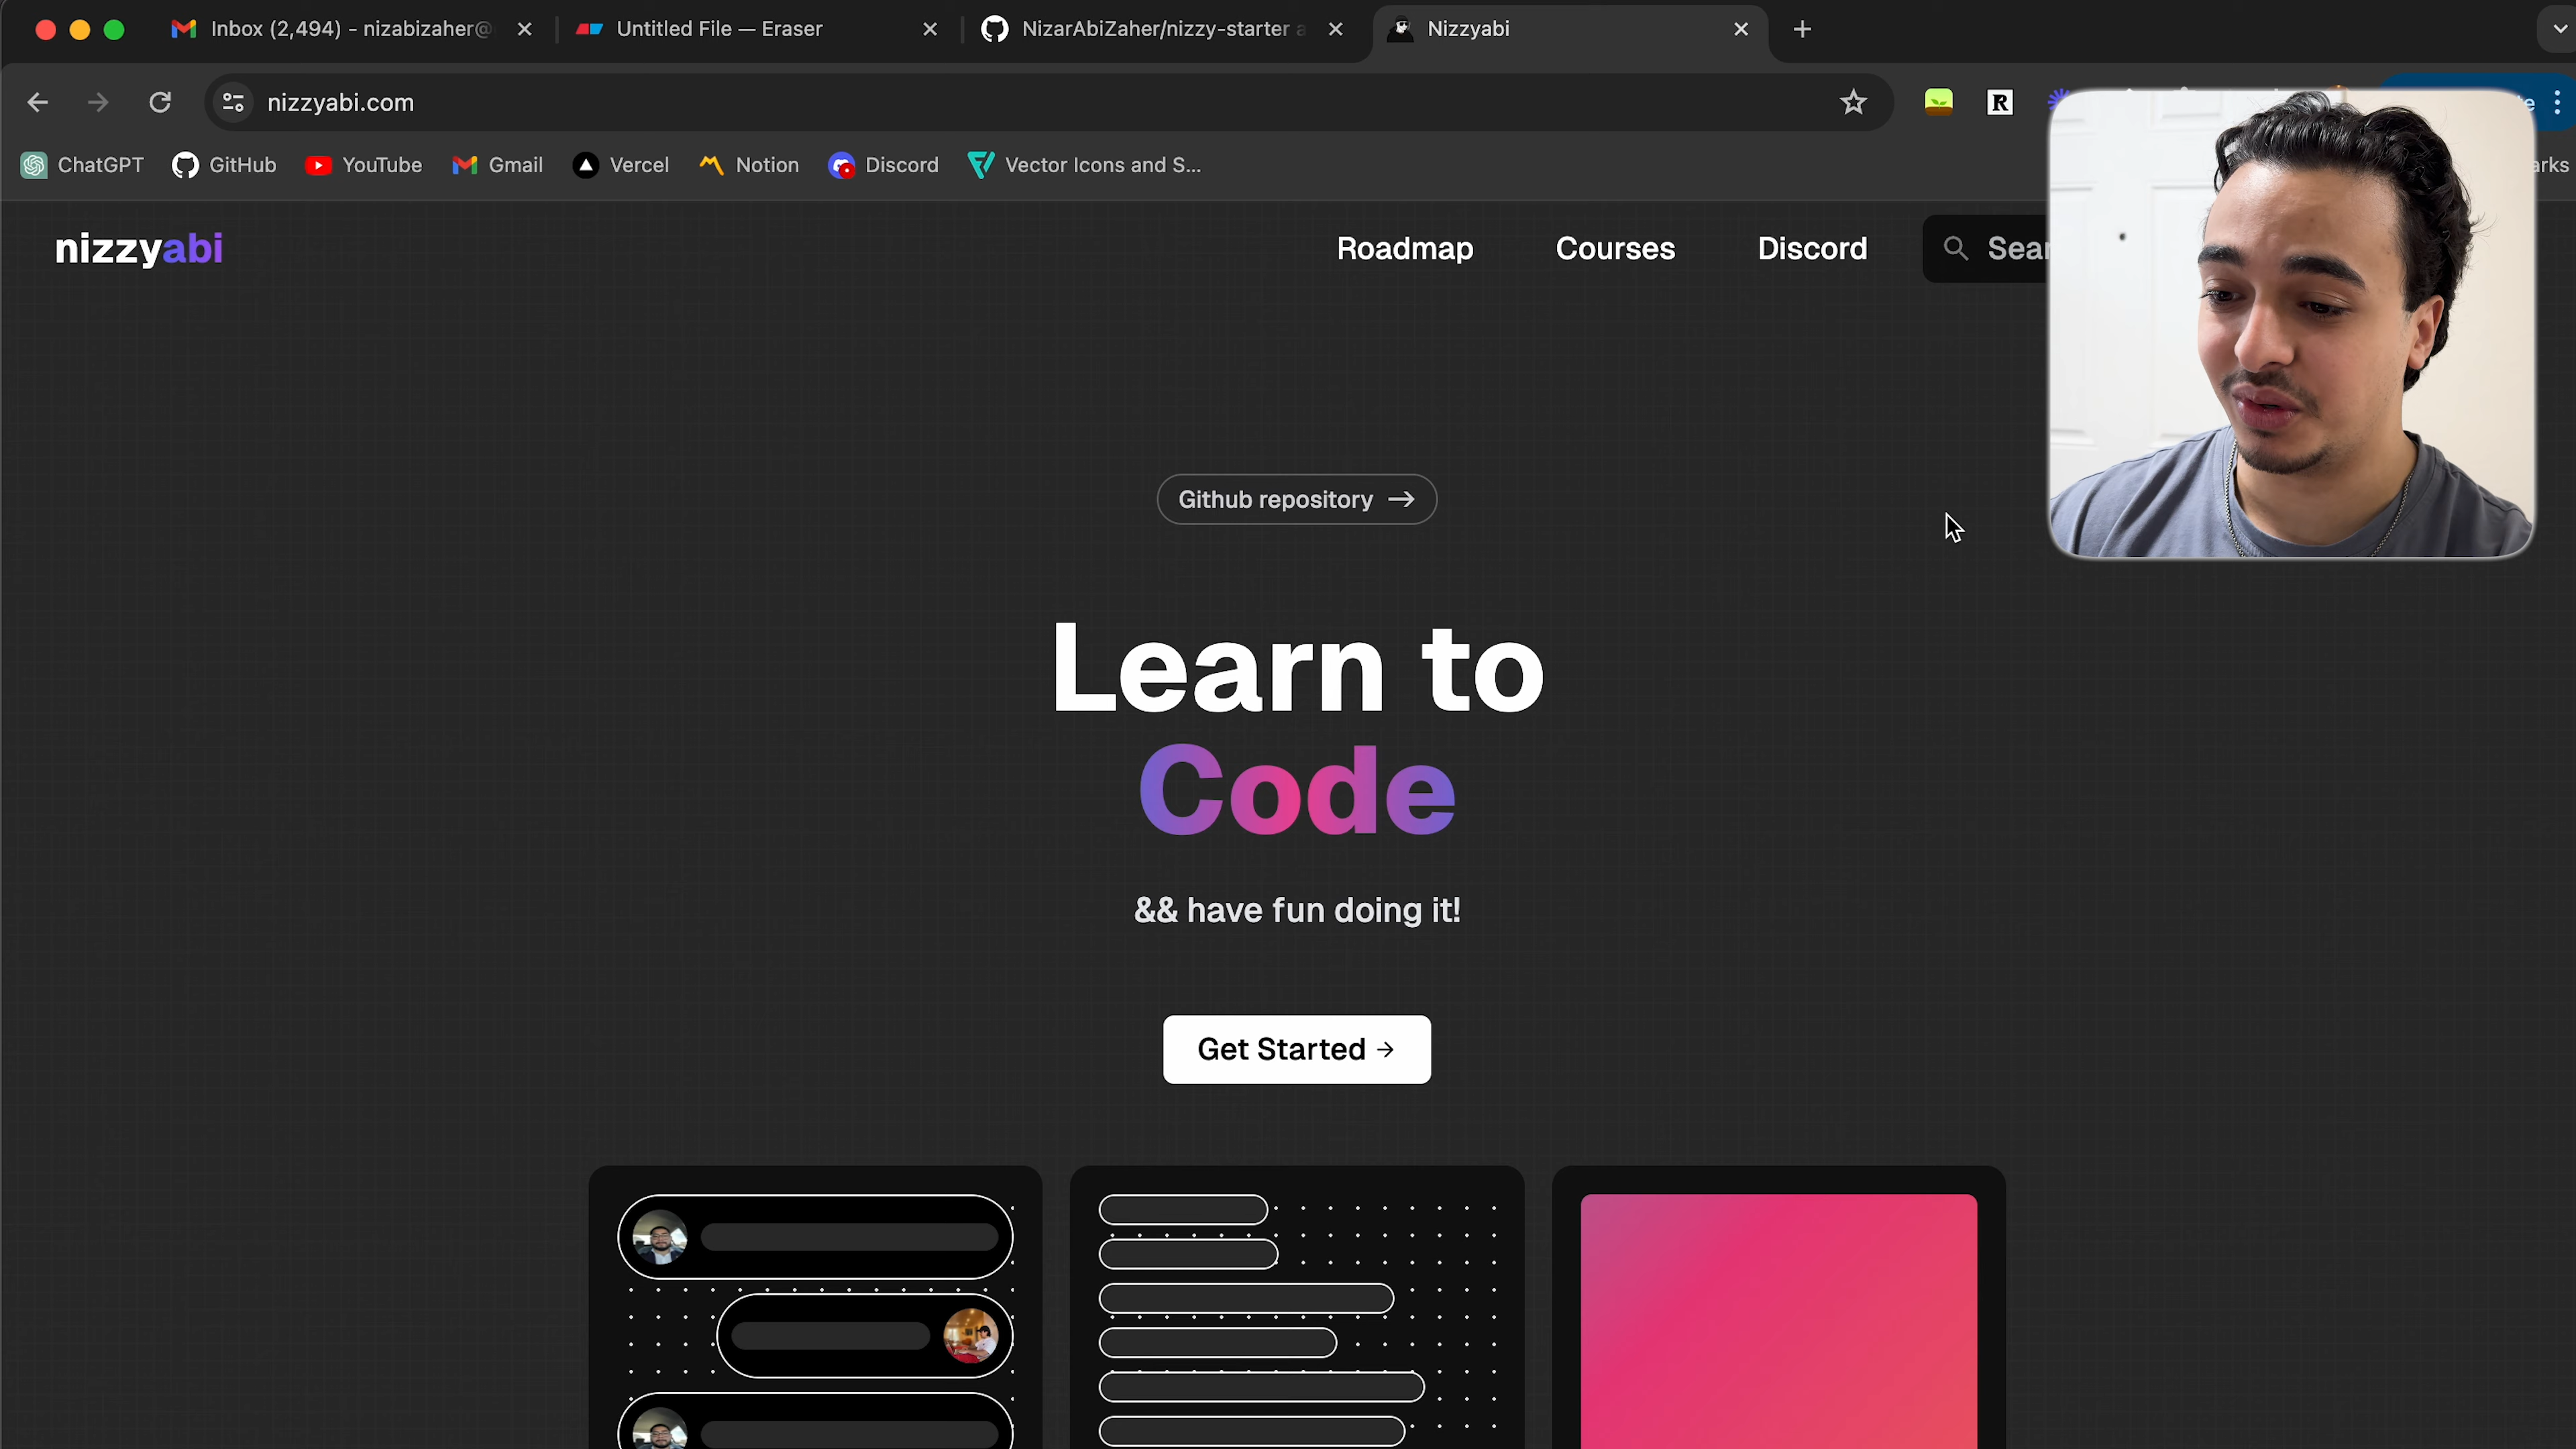 Inbox (2,494) - nizabizaher@
Untitled File — Eraser
NizarAbiZaher/nizzy-starter
Nizzyabi
nizzyabi.com
ChatGPT
GitHub
YouTube
Gmail
Vercel
Notion
Discord
Vector Icons and S...
nizzyabi
Roadmap
Courses
Discord
Github repository →
Learn to
Code
&& have fun doing it!
Get Started →